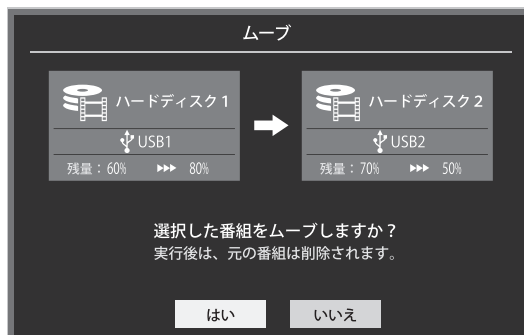 ムーブ
ハードディスク1
USB1
残量：60% ▸▸▸ 80%
ハードディスク2
USB2
残量：70% ▸▸▸ 50%
選択した番組をムーブしますか？
実行後は、元の番組は削除されます。
はい
いいえ